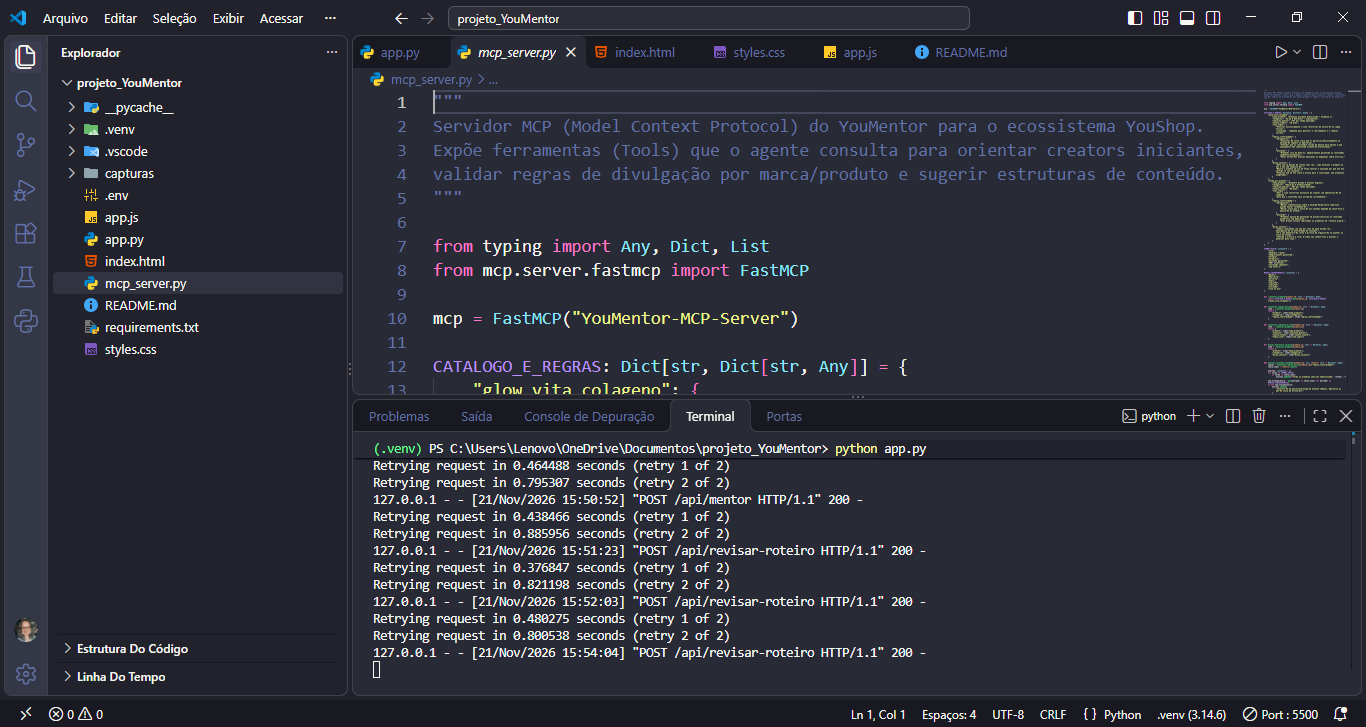 Arquivo Editar Seleção Exibir Acessar ··· projeto_YouMentor
Explorador ···
projeto_YouMentor
__pycache__
.venv
.vscode
capturas
.env
app.js
app.py
index.html
mcp_server.py
README.md
requirements.txt
styles.css
Estrutura Do Código
Linha Do Tempo
app.py mcp_server.py index.html styles.css app.js README.md
mcp_server.py > ...
1 """
2 Servidor MCP (Model Context Protocol) do YouMentor para o ecossistema YouShop.
3 Expõe ferramentas (Tools) que o agente consulta para orientar creators iniciantes,
4 validar regras de divulgação por marca/produto e sugerir estruturas de conteúdo.
5 """
6
7 from typing import Any, Dict, List
8 from mcp.server.fastmcp import FastMCP
9
10 mcp = FastMCP("YouMentor-MCP-Server")
11
12 CATALOGO_E_REGRAS: Dict[str, Dict[str, Any]] = {
13 "glow vita colageno": {
Problemas Saída Console de Depuração Terminal Portas python
(.venv) PS C:\Users\Lenovo\OneDrive\Documentos\projeto_YouMentor> python app.py
Retrying request in 0.464488 seconds (retry 1 of 2)
Retrying request in 0.795307 seconds (retry 2 of 2)
127.0.0.1 - - [21/Nov/2026 15:50:52] "POST /api/mentor HTTP/1.1" 200 -
Retrying request in 0.438466 seconds (retry 1 of 2)
Retrying request in 0.885956 seconds (retry 2 of 2)
127.0.0.1 - - [21/Nov/2026 15:51:23] "POST /api/revisar-roteiro HTTP/1.1" 200 -
Retrying request in 0.376847 seconds (retry 1 of 2)
Retrying request in 0.821198 seconds (retry 2 of 2)
127.0.0.1 - - [21/Nov/2026 15:52:03] "POST /api/revisar-roteiro HTTP/1.1" 200 -
Retrying request in 0.480275 seconds (retry 1 of 2)
Retrying request in 0.800538 seconds (retry 2 of 2)
127.0.0.1 - - [21/Nov/2026 15:54:04] "POST /api/revisar-roteiro HTTP/1.1" 200 -
0 0 Ln 1, Col 1 Espaços: 4 UTF-8 CRLF { } Python .venv (3.14.6) Port : 5500